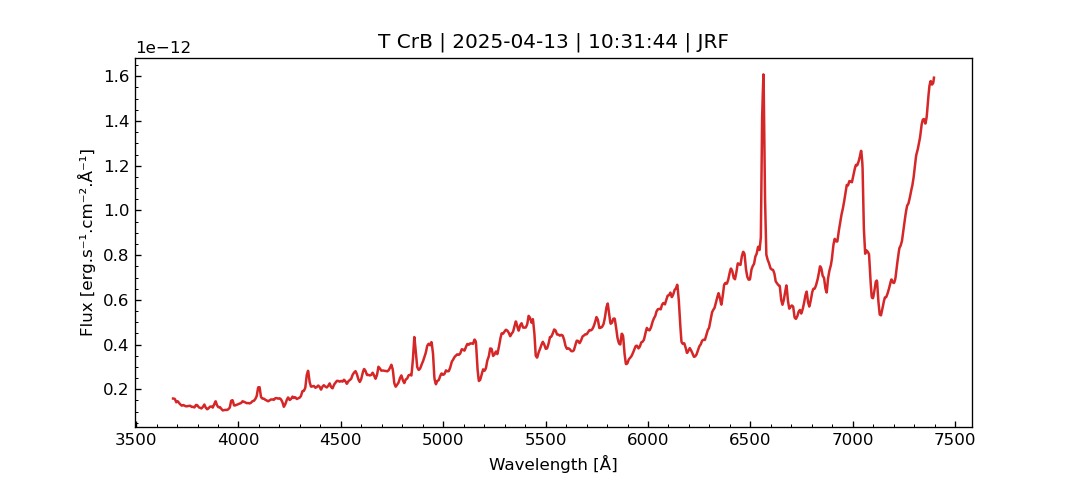 T CrB | 2025-04-13 | 10:31:44 | JRF
1e−12
1.6
1.4
1.2
1.0
0.8
0.6
0.4
0.2
Flux [erg.s⁻¹.cm⁻².Å⁻¹]
3500 4000 4500 5000 5500 6000 6500 7000 7500
Wavelength [Å]